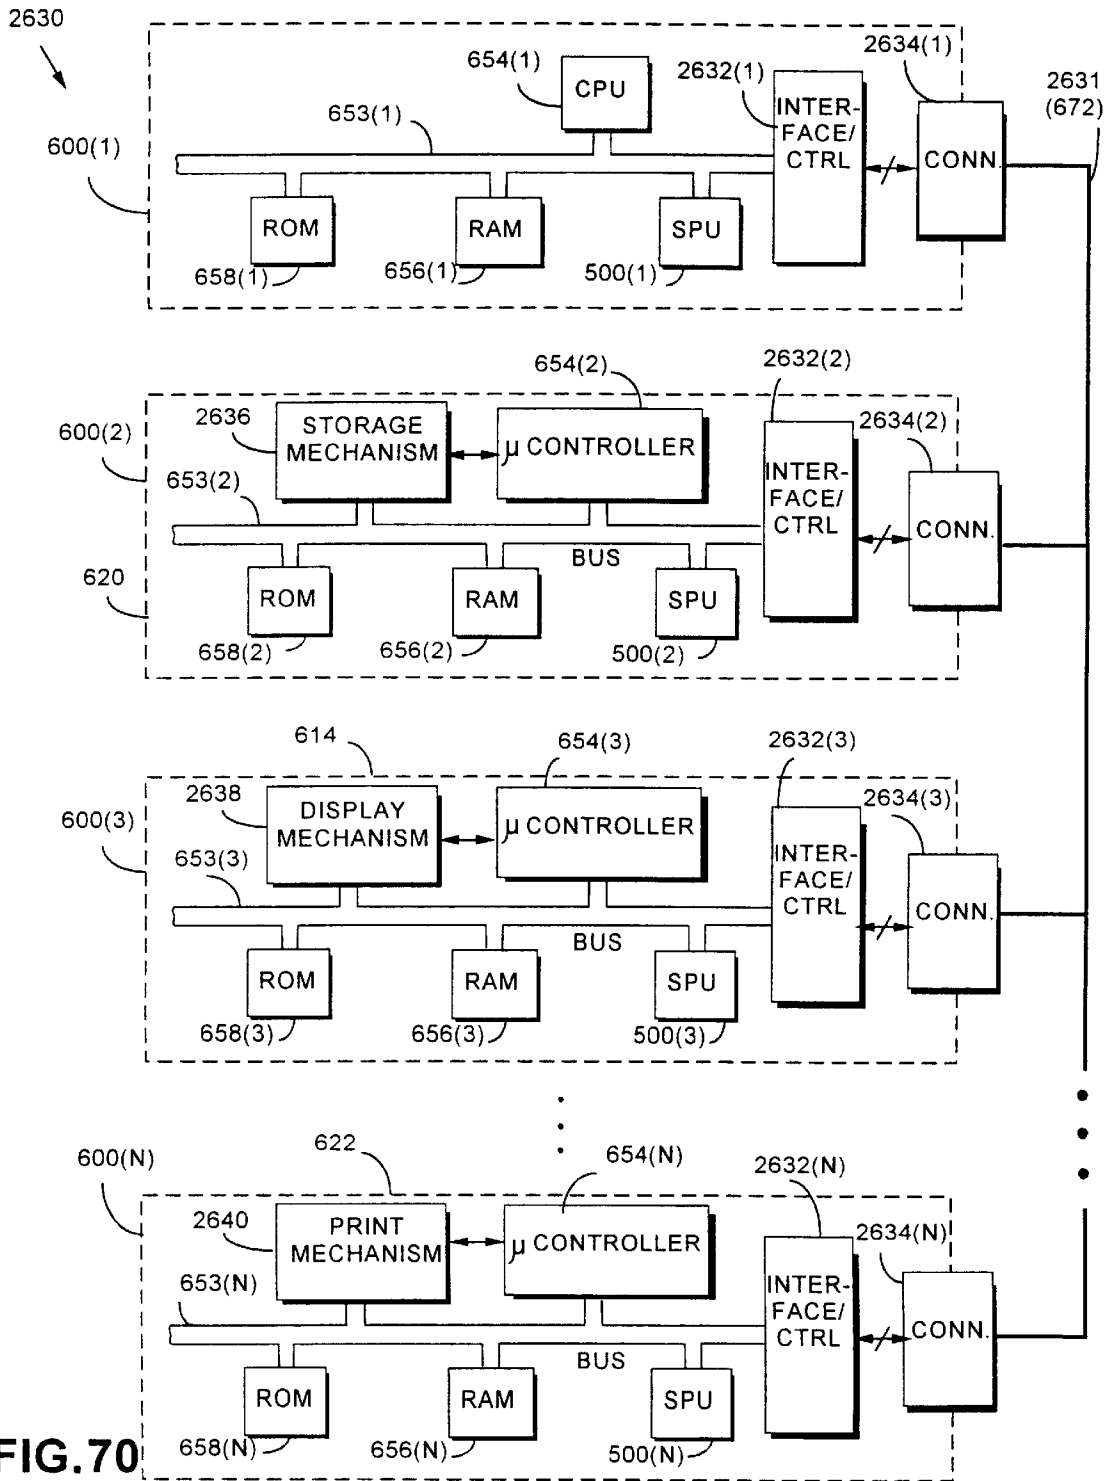 2630
600(1)
653(1)
654(1)
CPU
2632(1)
INTER-
FACE/
CTRL
2634(1)
CONN.
2631
(672)
ROM
658(1)
RAM
656(1)
SPU
500(1)
600(2)
2636
STORAGE
MECHANISM
654(2)
µ CONTROLLER
2632(2)
INTER-
FACE/
CTRL
2634(2)
CONN.
653(2)
BUS
620
ROM
658(2)
RAM
656(2)
SPU
500(2)
614
600(3)
2638
DISPLAY
MECHANISM
654(3)
µ CONTROLLER
2632(3)
INTER-
FACE/
CTRL
2634(3)
CONN.
653(3)
BUS
ROM
658(3)
RAM
656(3)
SPU
500(3)
622
600(N)
2640
PRINT
MECHANISM
654(N)
µ CONTROLLER
2632(N)
INTER-
FACE/
CTRL
2634(N)
CONN.
653(N)
BUS
ROM
658(N)
RAM
656(N)
SPU
500(N)
FIG.70